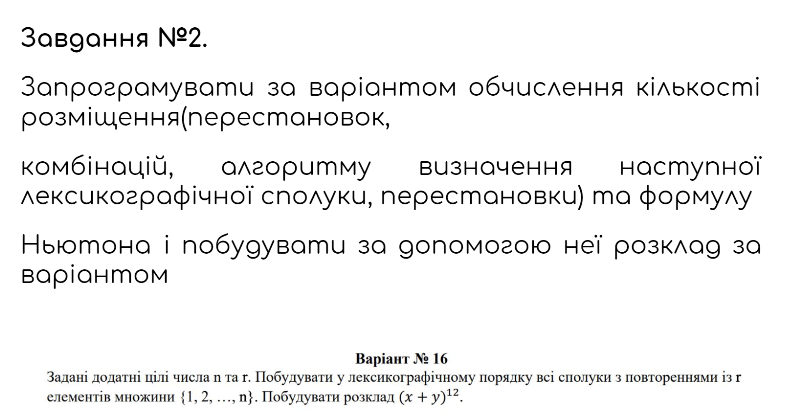 Завдання №2.
Запрограмувати за варіантом обчислення кількості
розміщення(перестановок,
комбінацій, алгоритму визначення наступної
лексикографічної сполуки, перестановки) та формулу
Ньютона і побудувати за допомогою неї розклад за
варіантом
Варіант № 16
Задані додатні цілі числа n та r. Побудувати у лексикографічному порядку всі сполуки з повтореннями із r
елементів множини {1, 2, …, n}. Побудувати розклад (x + y)¹².